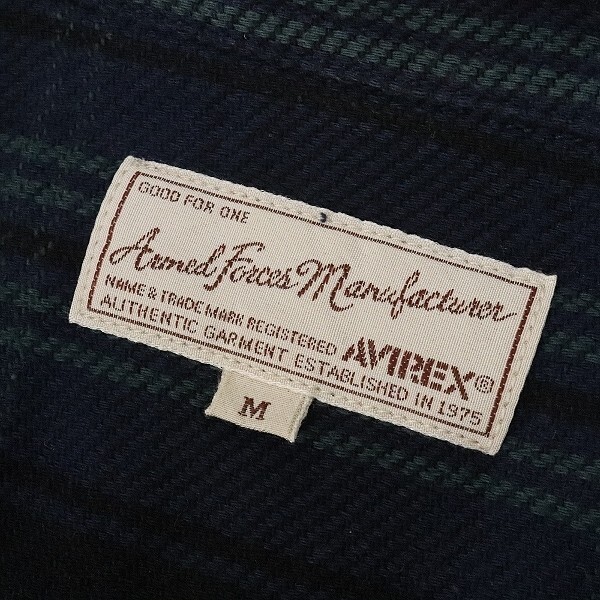 GOOD FOR ONE
Armed Forces Manufacturer
NAME & TRADE MARK REGISTERED AVIREX®
AUTHENTIC GARMENT ESTABLISHED IN 1975
M